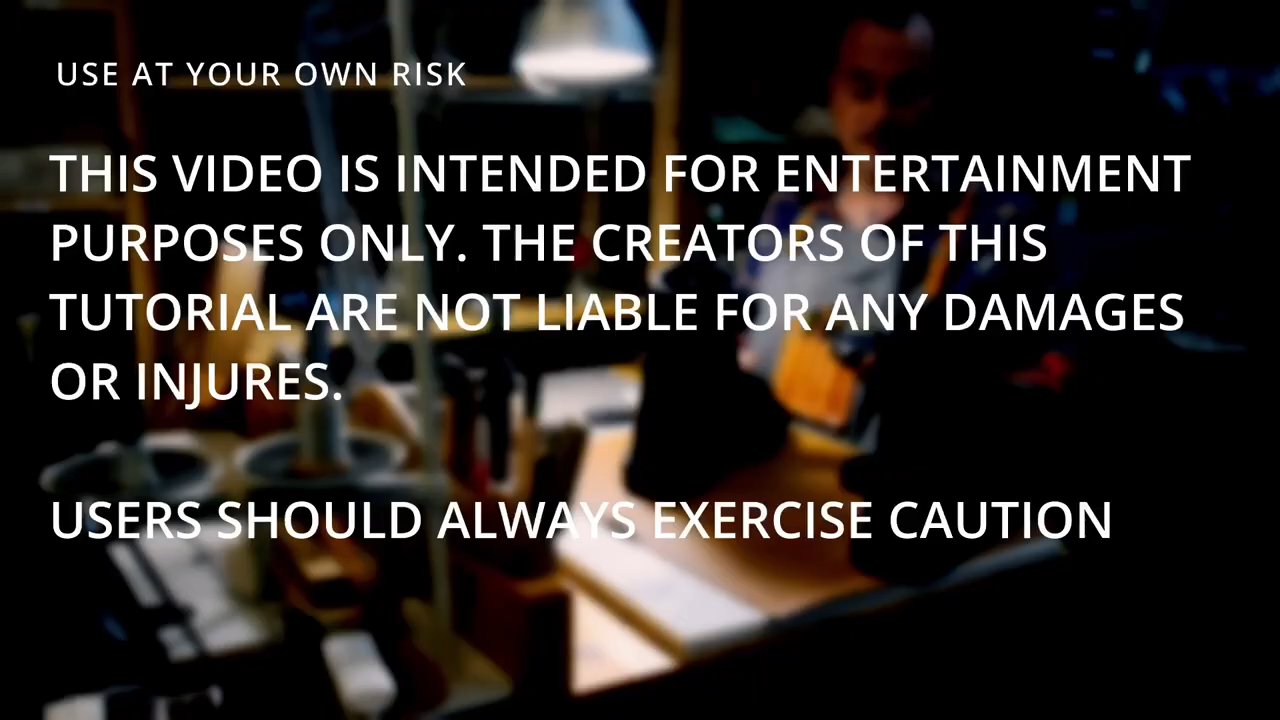 USE AT YOUR OWN RISK
THIS VIDEO IS INTENDED FOR ENTERTAINMENT
PURPOSES ONLY. THE CREATORS OF THIS
TUTORIAL ARE NOT LIABLE FOR ANY DAMAGES
OR INJURES.
USERS SHOULD ALWAYS EXERCISE CAUTION